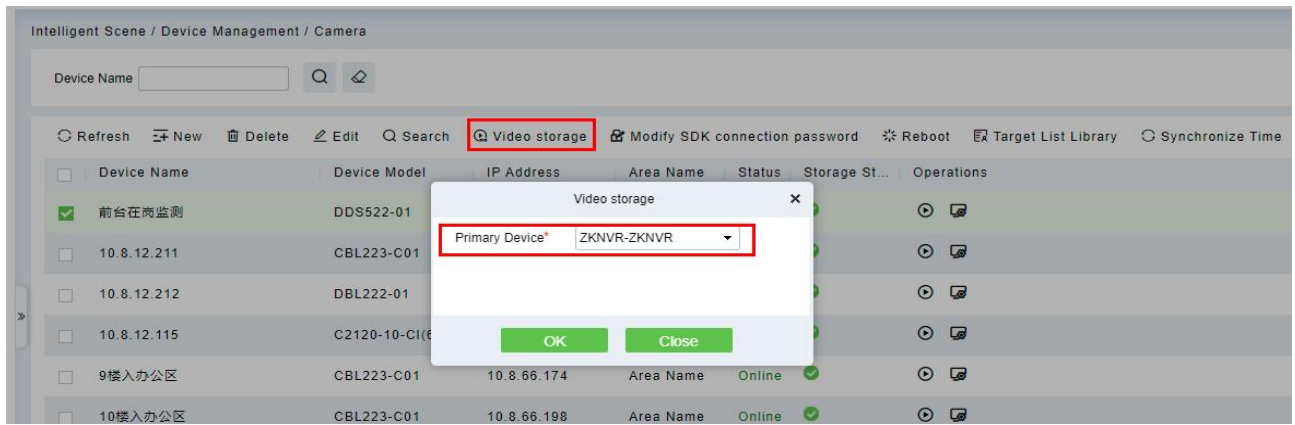 Intelligent Scene / Device Management / Camera
Device Name
Refresh New Delete Edit Search Video storage Modify SDK connection password Reboot Target List Library Synchronize Time
Device Name Device Model IP Address Area Name Status Storage St... Operations
Video storage ×
前台在岗监测 DDS522-01
Primary Device* ZKNVR-ZKNVR
10.8.12.211 CBL223-C01
10.8.12.212 DBL222-01
10.8.12.115 C2120-10-CI(6
OK Close
9楼入办公区 CBL223-C01 10.8.66.174 Area Name Online
10楼入办公区 CBL223-C01 10.8.66.198 Area Name Online